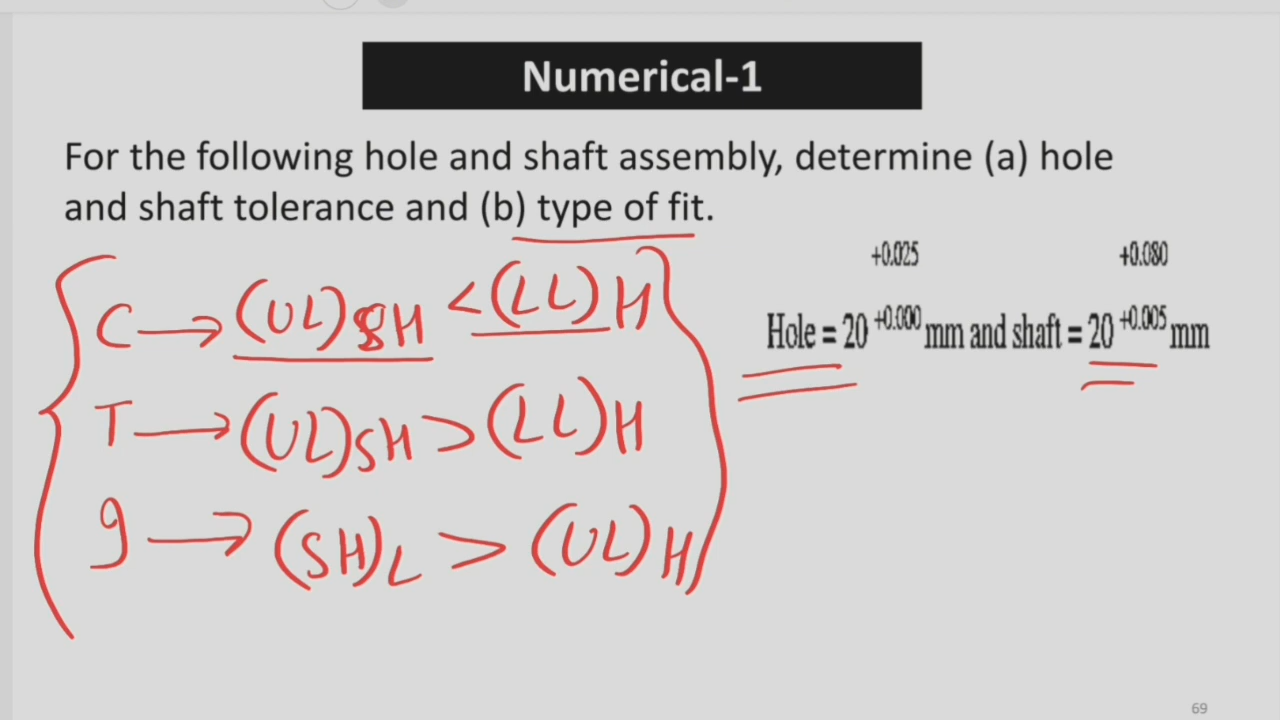 Numerical-1
For the following hole and shaft assembly, determine (a) hole
and shaft tolerance and (b) type of fit.
+0.025 +0.080
Hole = 20 +0.000 mm and shaft = 20 +0.005 mm
C → (UL)SH < (LL)H
T → (UL)SH > (LL)H
g → (SH)L > (UL)H
69